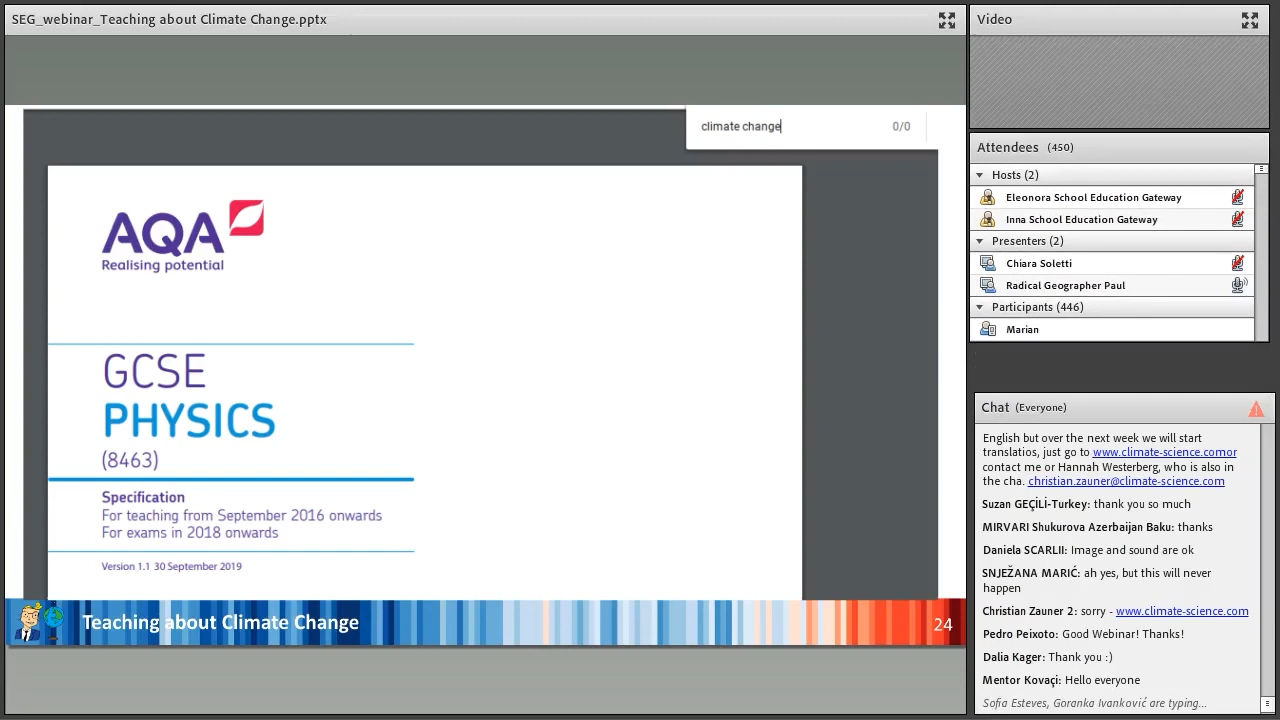 SEG_webinar_Teaching about Climate Change.pptx
climate change
0/0
AQA
Realising potential
GCSE
PHYSICS
(8463)
Specification
For teaching from September 2016 onwards
For exams in 2018 onwards
Version 1.1 30 September 2019
Teaching about Climate Change
24
Video
Attendees (450)
Hosts (2)
Eleonora School Education Gateway
Inna School Education Gateway
Presenters (2)
Chiara Soletti
Radical Geographer Paul
Participants (446)
Marian
Chat (Everyone)
English but over the next week we will start
translatios, just go to www.climate-science.comor
contact me or Hannah Westerberg, who is also in
the cha. christian.zauner@climate-science.com
Suzan GEÇİLİ-Turkey: thank you so much
MIRVARI Shukurova Azerbaijan Baku: thanks
Daniela SCARLII: Image and sound are ok
SNJEŽANA MARIĆ: ah yes, but this will never
happen
Christian Zauner 2: sorry - www.climate-science.com
Pedro Peixoto: Good Webinar! Thanks!
Dalia Kager: Thank you :)
Mentor Kovaçi: Hello everyone
Sofia Esteves, Goranka Ivanković are typing...